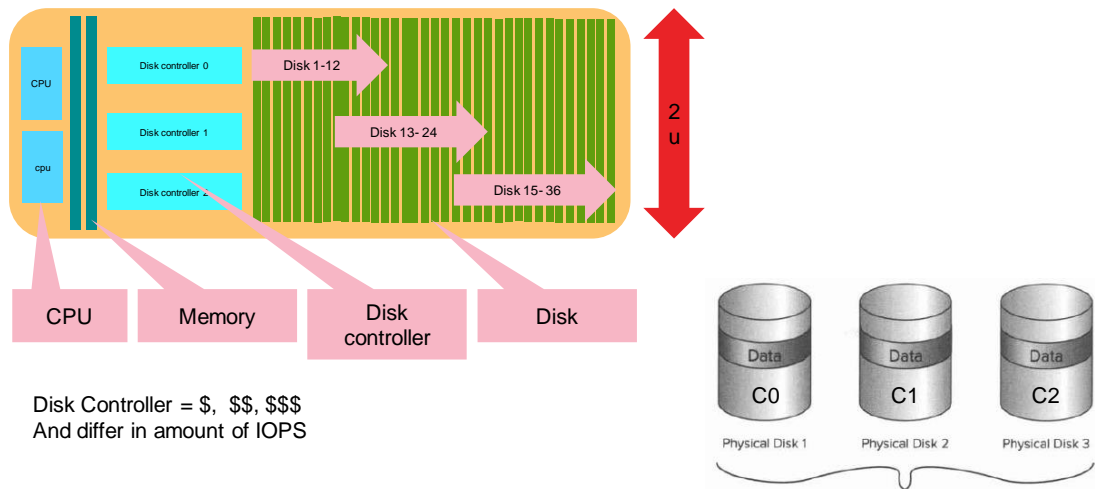 CPU
cpu
Disk controller 0
Disk controller 1
Disk controller 2
Disk 1-12
Disk 13- 24
Disk 15- 36
2
u
CPU
Memory
Disk
controller
Disk
Disk Controller = $, $$, $$$
And differ in amount of IOPS
Data
Data
Data
C0
C1
C2
Physical Disk 1
Physical Disk 2
Physical Disk 3